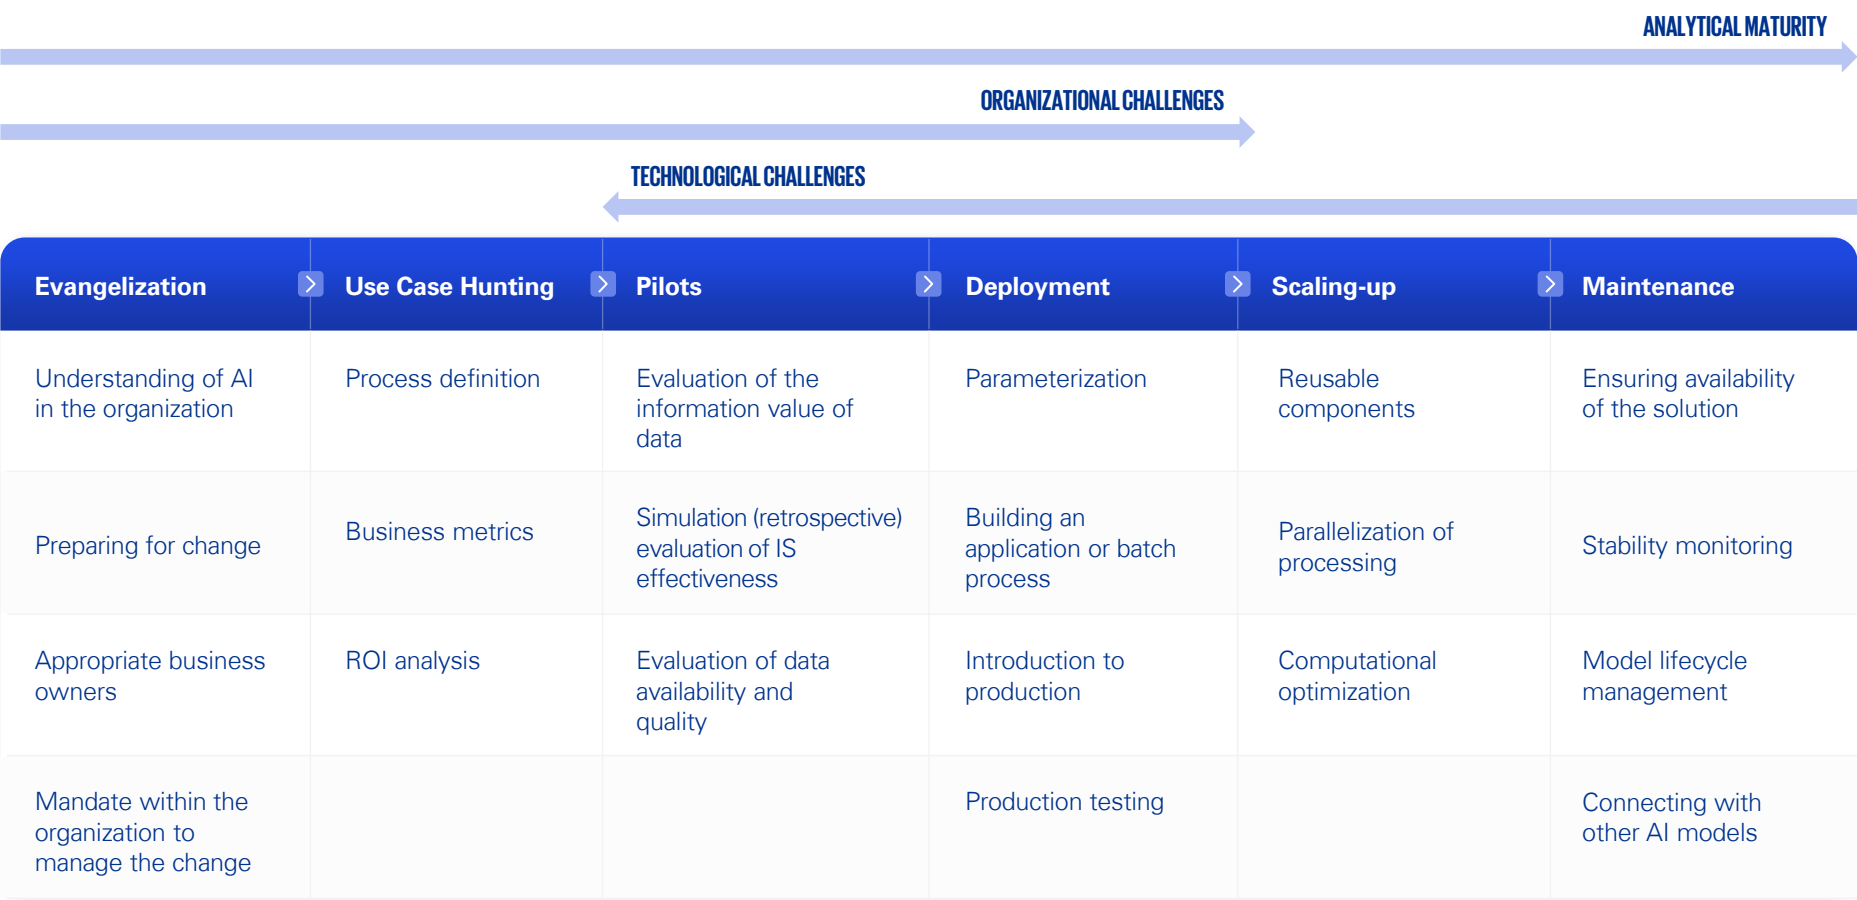 ANALYTICAL MATURITY
ORGANIZATIONAL CHALLENGES
TECHNOLOGICAL CHALLENGES
Evangelization
Use Case Hunting
Pilots
Deployment
Scaling-up
Maintenance
Understanding of AI
in the organization
Process definition
Evaluation of the
information value of
data
Parameterization
Reusable
components
Ensuring availability
of the solution
Preparing for change
Business metrics
Simulation (retrospective)
evaluation of IS
effectiveness
Building an
application or batch
process
Parallelization of
processing
Stability monitoring
Appropriate business
owners
ROI analysis
Evaluation of data
availability and
quality
Introduction to
production
Computational
optimization
Model lifecycle
management
Mandate within the
organization to
manage the change
Production testing
Connecting with
other AI models